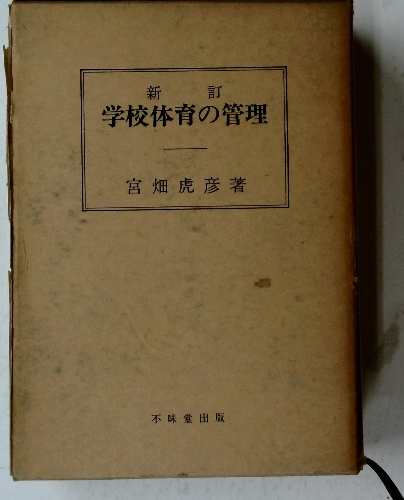 新訂
学校体育の管理
宮畑虎彦著
不昧堂出版